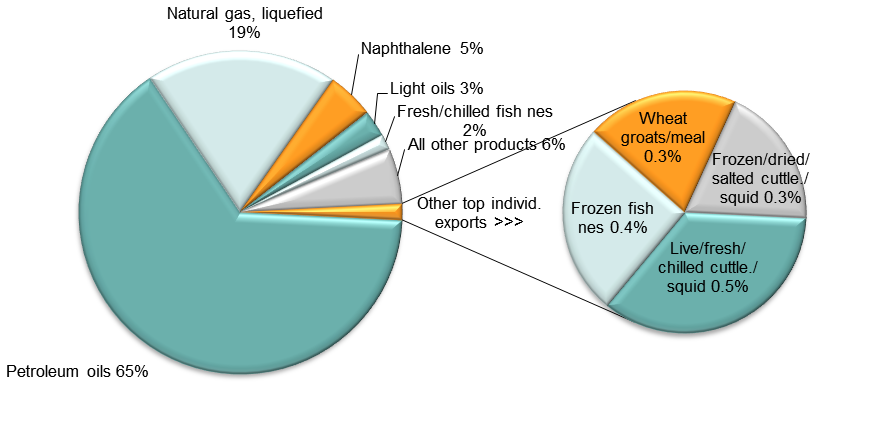 Natural gas, liquefied
19%
Naphthalene 5%
Light oils 3%
Fresh/chilled fish nes
2%
All other products 6%
Other top individ.
exports >>>
Petroleum oils 65%
Wheat
groats/meal
0.3%
Frozen/dried/
salted cuttle./
squid 0.3%
Frozen fish
nes 0.4%
Live/fresh/
chilled cuttle./
squid 0.5%